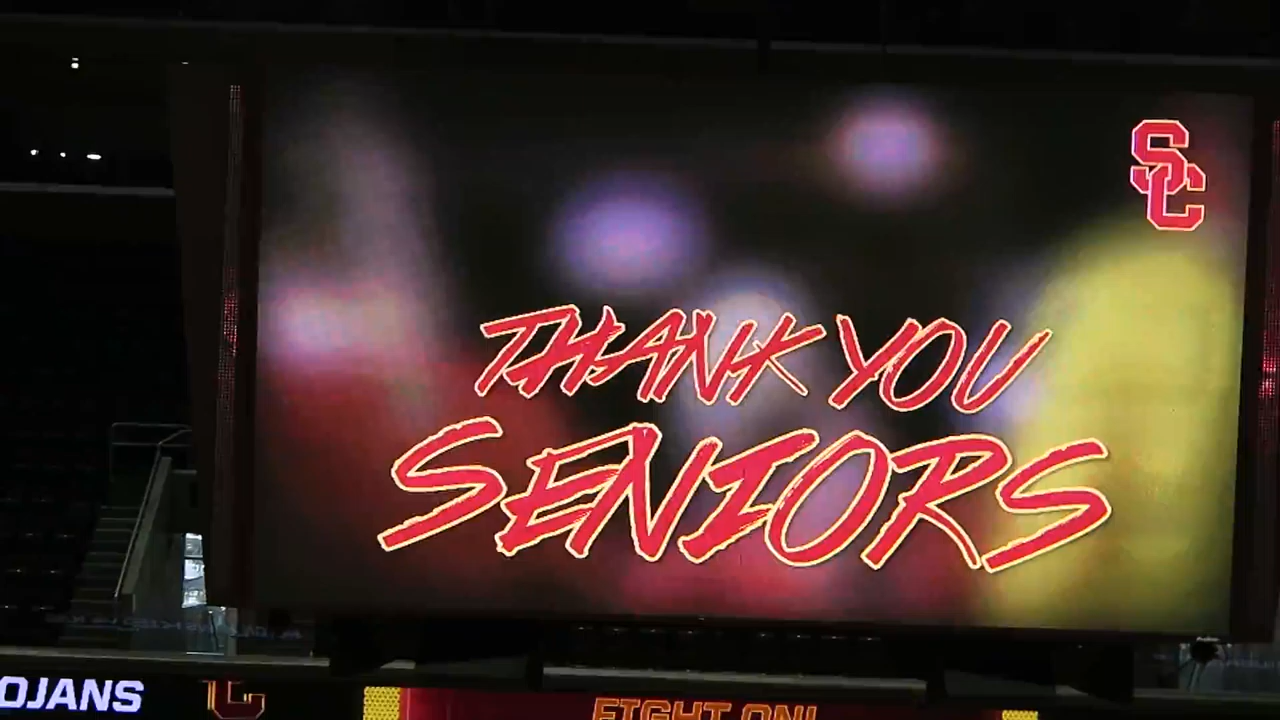 SC
THANK YOU
SENIORS
OJANS
FIGHT ON!